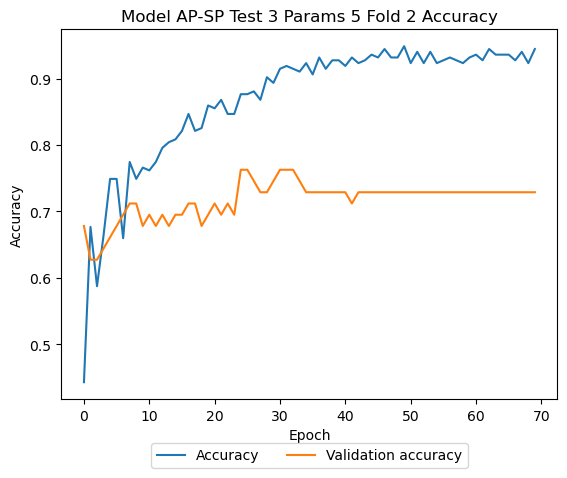 Model AP-SP Test 3 Params 5 Fold 2 Accuracy
Accuracy
0.9
0.8
0.7
0.6
0.5
0 10 20 30 40 50 60 70
Epoch
Accuracy Validation accuracy